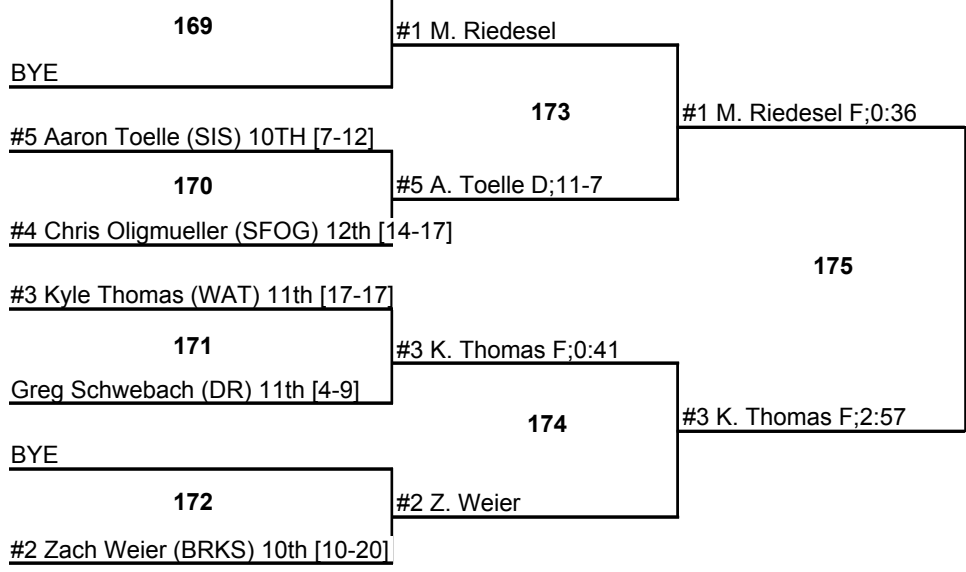 169
#1 M. Riedesel
BYE
173
#1 M. Riedesel F;0:36
#5 Aaron Toelle (SIS) 10TH [7-12]
170
#5 A. Toelle D;11-7
#4 Chris Oligmueller (SFOG) 12th [14-17]
175
#3 Kyle Thomas (WAT) 11th [17-17]
171
#3 K. Thomas F;0:41
Greg Schwebach (DR) 11th [4-9]
174
#3 K. Thomas F;2:57
BYE
172
#2 Z. Weier
#2 Zach Weier (BRKS) 10th [10-20]